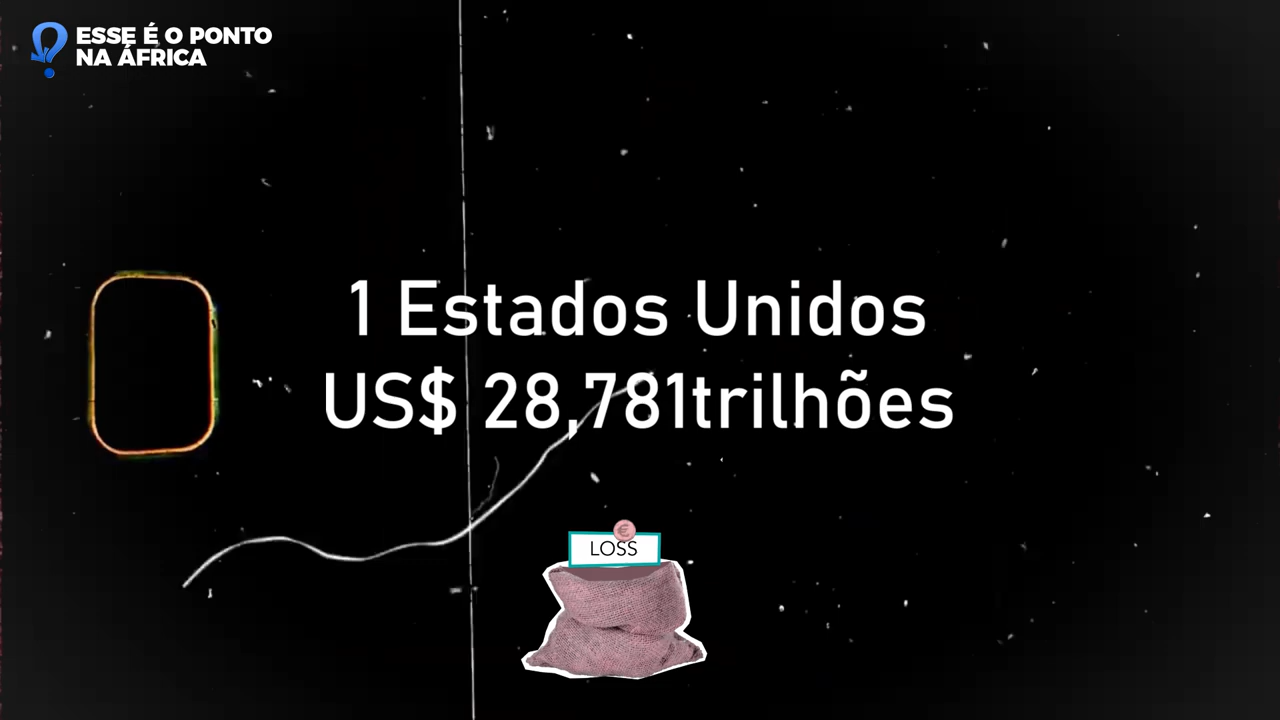 ESSE É O PONTO
NA ÁFRICA
1 Estados Unidos
US$ 28,781trilhões
€
LOSS